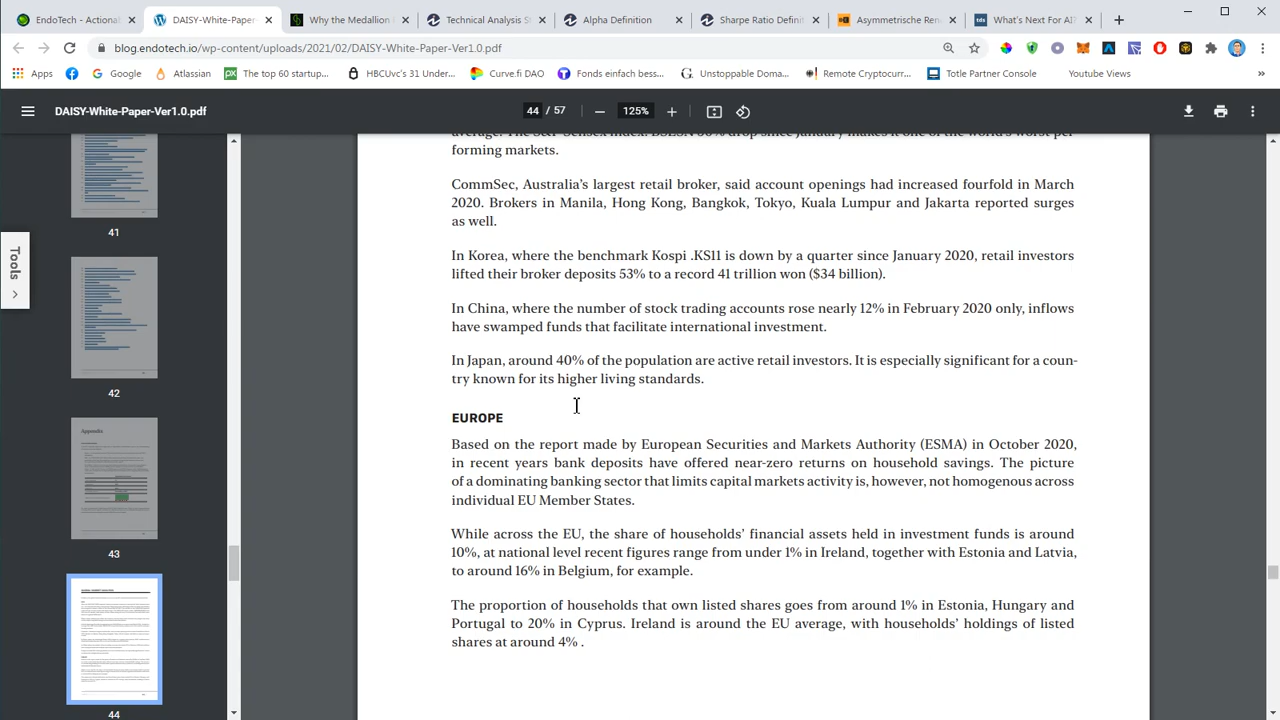 EndoTech - Actional
DAISY-White-Paper-
Why the Medallion
Technical Analysis S
Alpha Definition
Sharpe Ratio Defini
Asymmetrische Ren
What's Next For AI?
blog.endotech.io/wp-content/uploads/2021/02/DAISY-White-Paper-Ver1.0.pdf
Apps
Google
Atlassian
The top 60 startup...
HBCUvc's 31 Under...
Curve.fi DAO
Fonds einfach bess...
Unstoppable Doma...
Remote Cryptocurr...
Totle Partner Console
Youtube Views
DAISY-White-Paper-Ver1.0.pdf
44 / 57
125%
Tools
41
42
Appendix
43
44
forming markets.
CommSec, Australia's largest retail broker, said account openings had increased fourfold in March
2020. Brokers in Manila, Hong Kong, Bangkok, Tokyo, Kuala Lumpur and Jakarta reported surges
as well.
In Korea, where the benchmark Kospi .KS11 is down by a quarter since January 2020, retail investors
lifted their broker deposits 53% to a record 41 trillion won ($34 billion).
In China, where the number of stock trading accounts rose nearly 12% in February 2020 only, inflows
have swamped funds that facilitate international investment.
In Japan, around 40% of the population are active retail investors. It is especially significant for a coun-
try known for its higher living standards.
EUROPE
Based on the report made by European Securities and Markets Authority (ESMA) in October 2020,
in recent years bank deposits have offered near-zero returns on household savings. The picture
of a dominating banking sector that limits capital markets activity is, however, not homogenous across
individual EU Member States.
While across the EU, the share of households' financial assets held in investment funds is around
10%, at national level recent figures range from under 1% in Ireland, together with Estonia and Latvia,
to around 16% in Belgium, for example.
The proportion of households that own listed shares goes from around 1% in Estonia, Hungary and
Portugal to 20% in Cyprus. Ireland is around the EU average, with households' holdings of listed
shares at around 4%.